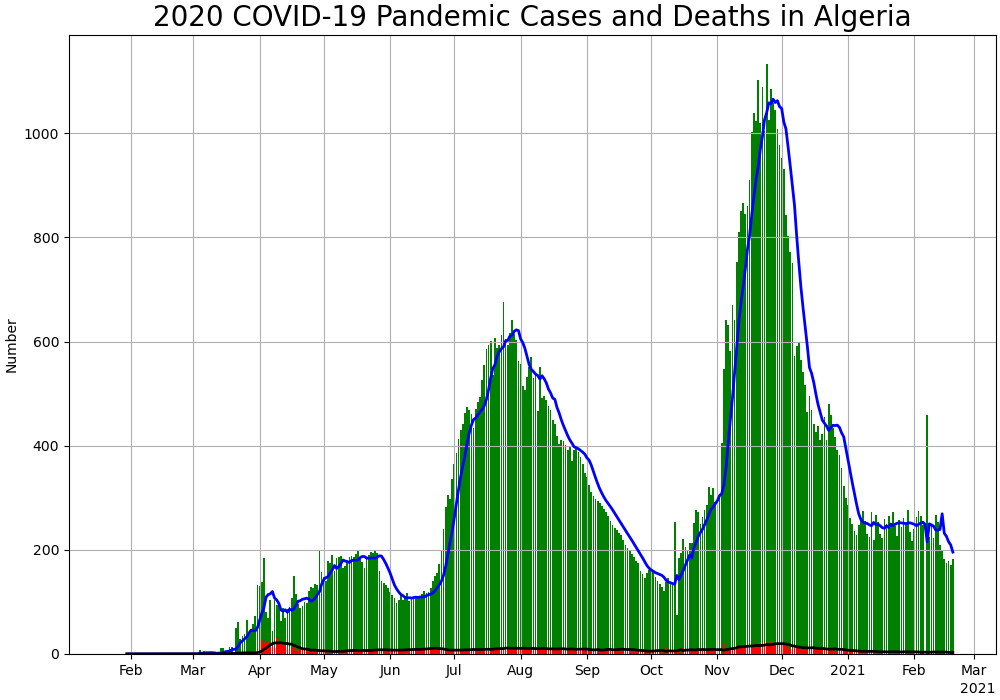 2020 COVID-19 Pandemic Cases and Deaths in Algeria
Number
1000
800
600
400
200
0
Feb Mar Apr May Jun Jul Aug Sep Oct Nov Dec 2021 Feb Mar
2021